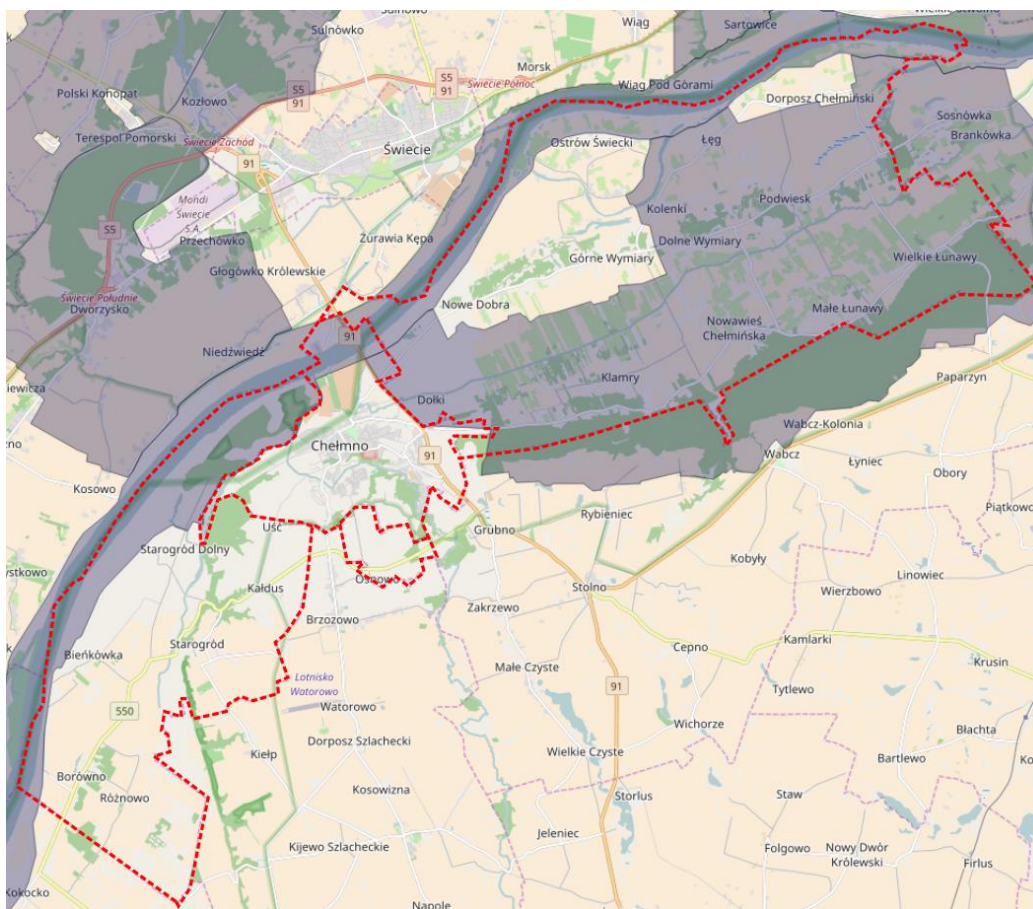 Sulnowo
Wiąg
Sartowice
Sulnówko
S5
91
Świecie Północ
Morsk
Wiąg Pod Górami
Polski Konopat
Kozłowo
S5
91
Dorposz Chełmiński
Sosnówka
Terespol Pomorski
Świecie Zachód
Świecie
Ostrów Świecki
Łęg
Brankówka
91
Mondi
Świecie
S.A.
Podwiesk
Kolenki
S5
Przechówko
Żurawia Kępa
Dolne Wymiary
Górne Wymiary
Wielkie Łunawy
Głogówko Królewskie
Świecie Południe
Dworzysko
Nowe Dobra
Małe Łunawy
91
Nowawieś
Chełmińska
Niedźwiedź
Klamry
Paparzyn
Dołki
Wabcz-Kolonia
Chełmno
91
Wabcz
Łyniec
Obory
Kosowo
Rybieniec
Uść
Grubno
Starogród Dolny
Kobyły
Linowiec
Osnowo
Kałdus
Stolno
Wierzbowo
Brzozowo
Zakrzewo
Starogród
Kamlarki
Bieńkówka
Cepno
Krusin
Małe Czyste
Lotnisko
Watorowo
91
Tytlewo
550
Watorowo
Wichorze
Błachta
Dorposz Szlachecki
Kiełp
Wielkie Czyste
Bartlewo
Borówno
Kosowizna
Różnowo
Storlus
Staw
Jeleniec
Kijewo Szlacheckie
Folgowo
Nowy Dwór
Królewski
Firlus
Kokocko
Napole